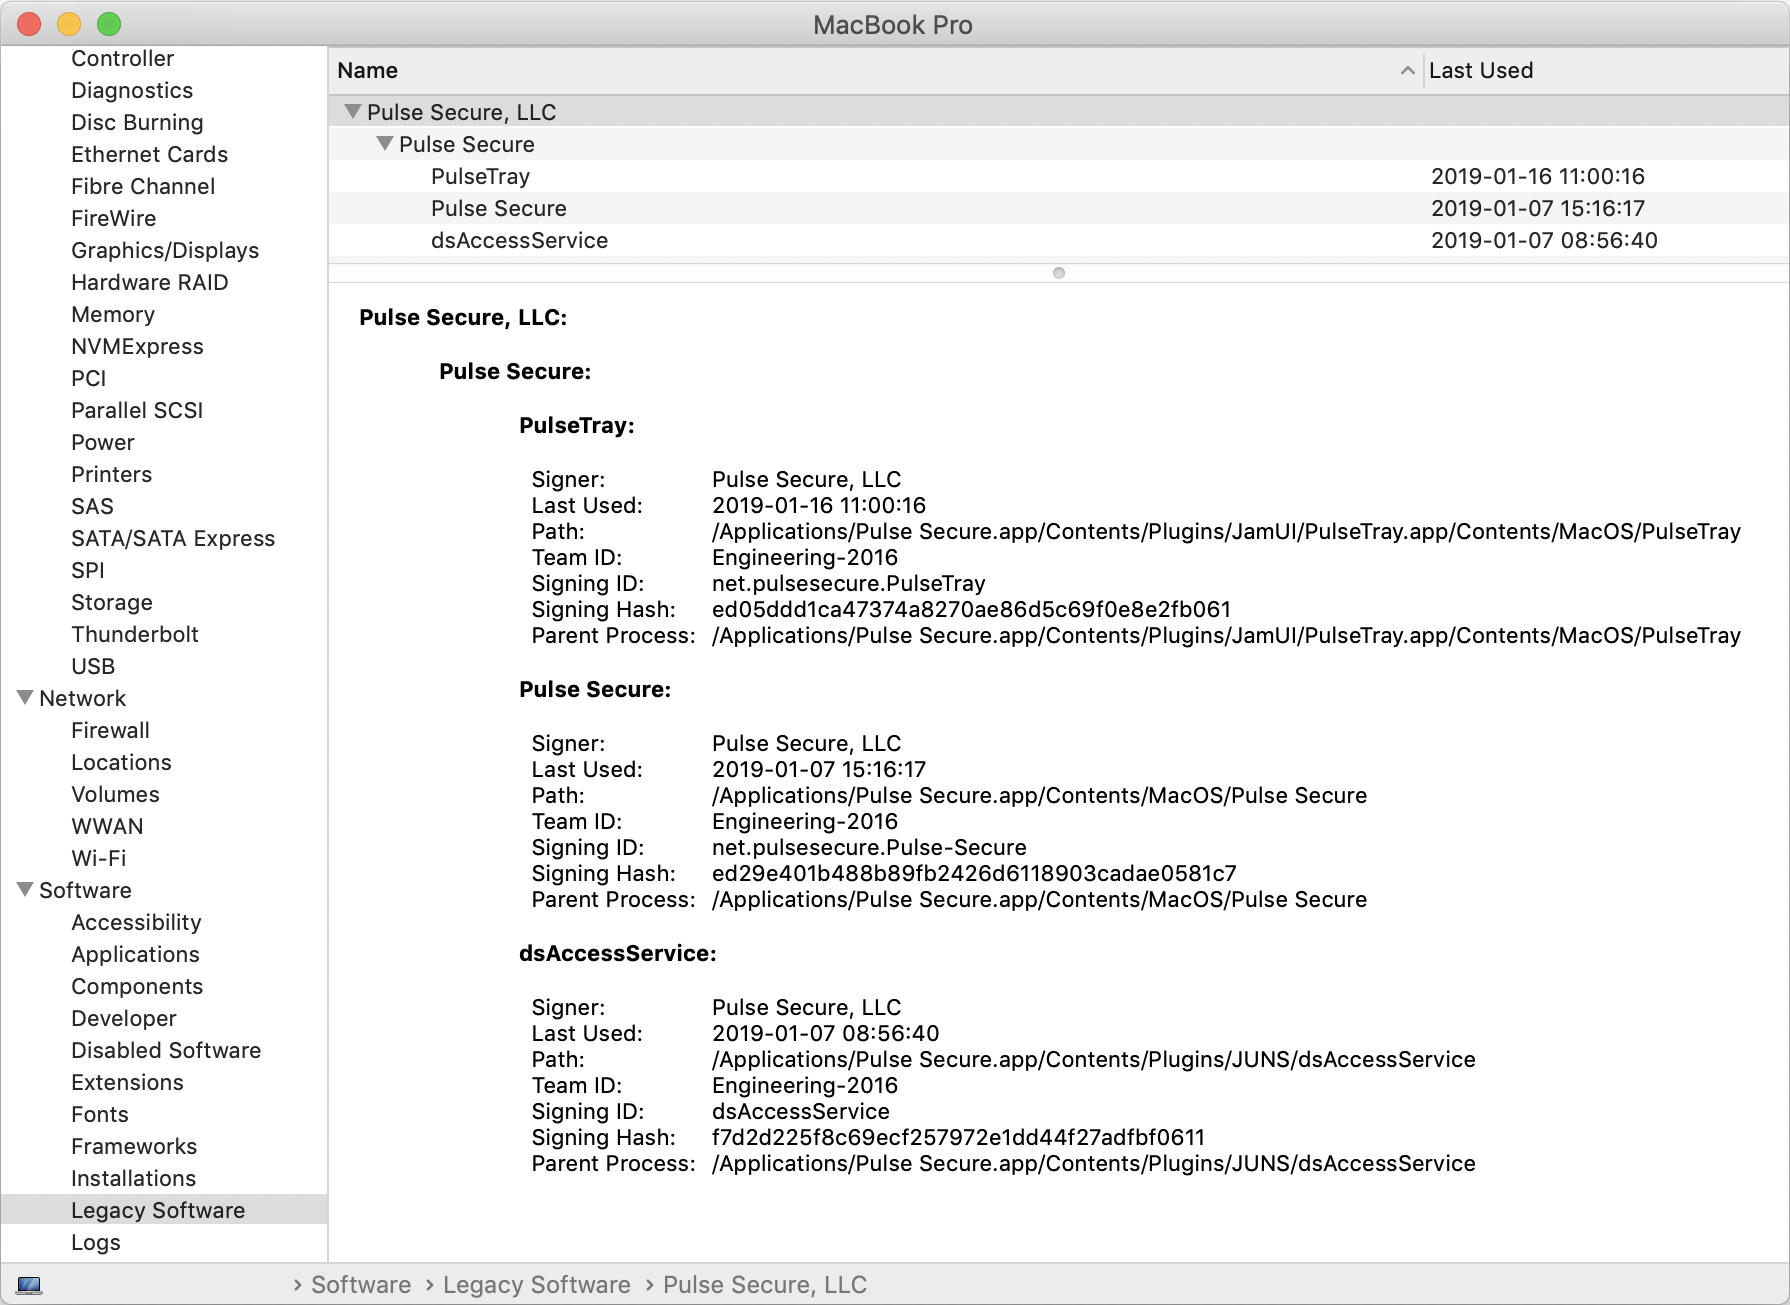 MacBook Pro
Controller
Diagnostics
Disc Burning
Ethernet Cards
Fibre Channel
FireWire
Graphics/Displays
Hardware RAID
Memory
NVMExpress
PCI
Parallel SCSI
Power
Printers
SAS
SATA/SATA Express
SPI
Storage
Thunderbolt
USB
Network
Firewall
Locations
Volumes
WWAN
Wi-Fi
Software
Accessibility
Applications
Components
Developer
Disabled Software
Extensions
Fonts
Frameworks
Installations
Legacy Software
Logs
Name Last Used
Pulse Secure, LLC
Pulse Secure
PulseTray 2019-01-16 11:00:16
Pulse Secure 2019-01-07 15:16:17
dsAccessService 2019-01-07 08:56:40
Pulse Secure, LLC:
Pulse Secure:
PulseTray:
Signer: Pulse Secure, LLC
Last Used: 2019-01-16 11:00:16
Path: /Applications/Pulse Secure.app/Contents/Plugins/JamUI/PulseTray.app/Contents/MacOS/PulseTray
Team ID: Engineering-2016
Signing ID: net.pulsesecure.PulseTray
Signing Hash: ed05ddd1ca47374a8270ae86d5c69f0e8e2fb061
Parent Process: /Applications/Pulse Secure.app/Contents/Plugins/JamUI/PulseTray.app/Contents/MacOS/PulseTray
Pulse Secure:
Signer: Pulse Secure, LLC
Last Used: 2019-01-07 15:16:17
Path: /Applications/Pulse Secure.app/Contents/MacOS/Pulse Secure
Team ID: Engineering-2016
Signing ID: net.pulsesecure.Pulse-Secure
Signing Hash: ed29e401b488b89fb2426d6118903cadae0581c7
Parent Process: /Applications/Pulse Secure.app/Contents/MacOS/Pulse Secure
dsAccessService:
Signer: Pulse Secure, LLC
Last Used: 2019-01-07 08:56:40
Path: /Applications/Pulse Secure.app/Contents/Plugins/JUNS/dsAccessService
Team ID: Engineering-2016
Signing ID: dsAccessService
Signing Hash: f7d2d225f8c69ecf257972e1dd44f27adfbf0611
Parent Process: /Applications/Pulse Secure.app/Contents/Plugins/JUNS/dsAccessService
› Software › Legacy Software › Pulse Secure, LLC